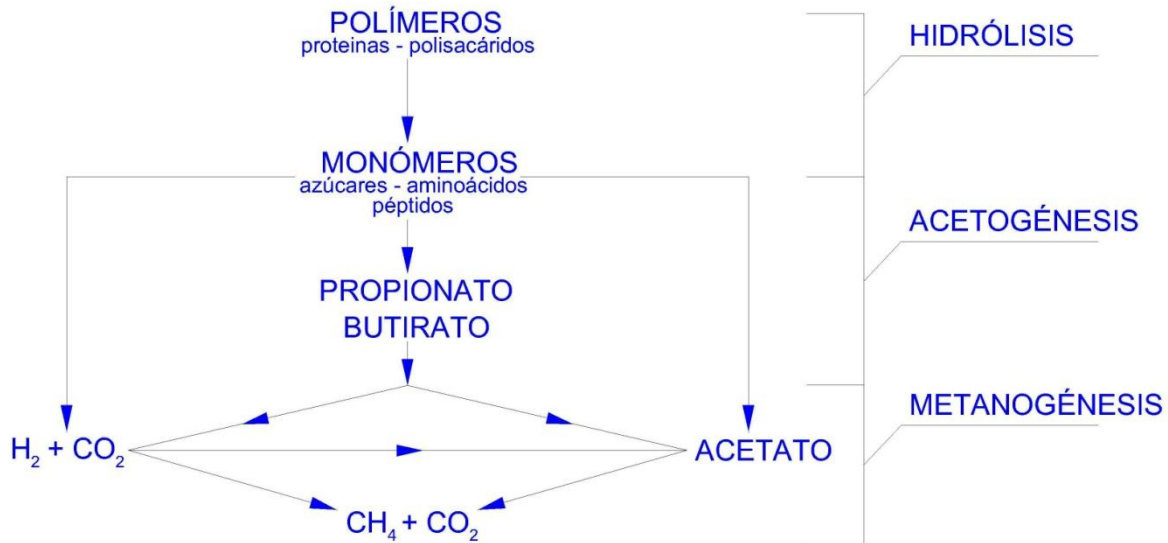 POLÍMEROS
proteinas - polisacáridos
HIDRÓLISIS
MONÓMEROS
azúcares - aminoácidos
péptidos
ACETOGÉNESIS
PROPIONATO
BUTIRATO
METANOGÉNESIS
H₂ + CO₂
ACETATO
CH₄ + CO₂